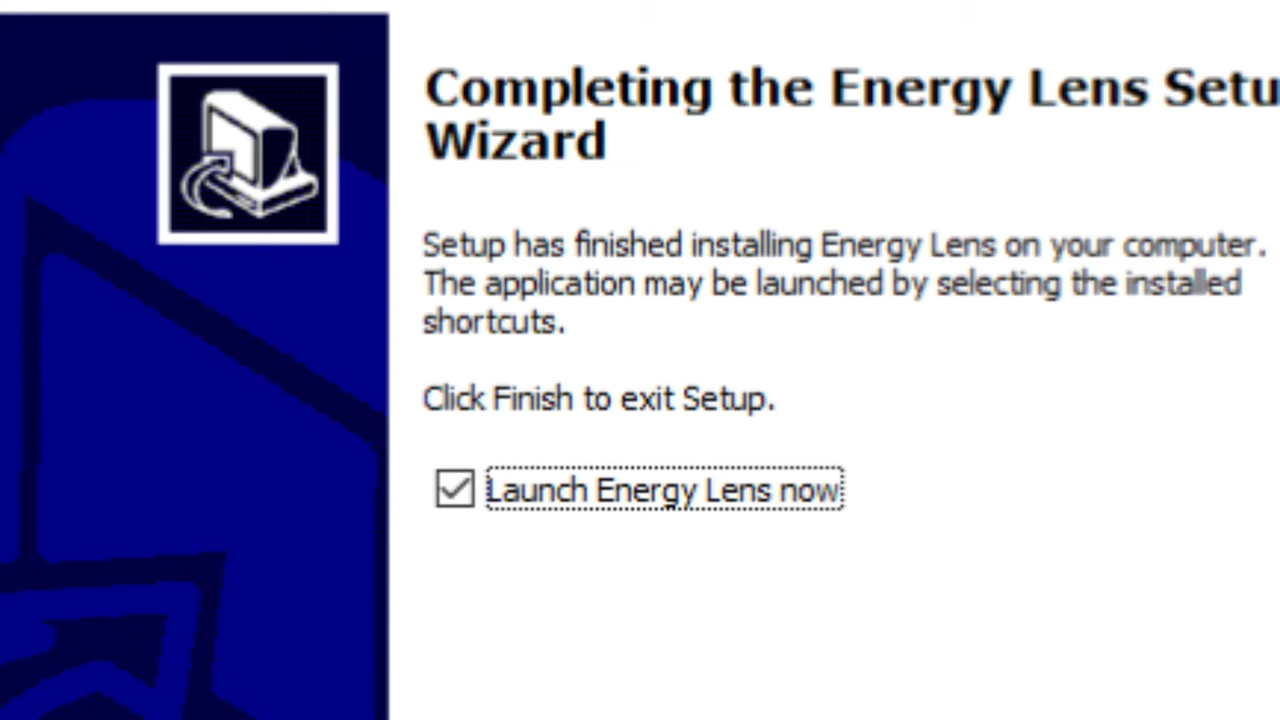 Completing the Energy Lens Setu
Wizard
Setup has finished installing Energy Lens on your computer.
The application may be launched by selecting the installed
shortcuts.
Click Finish to exit Setup.
Launch Energy Lens now